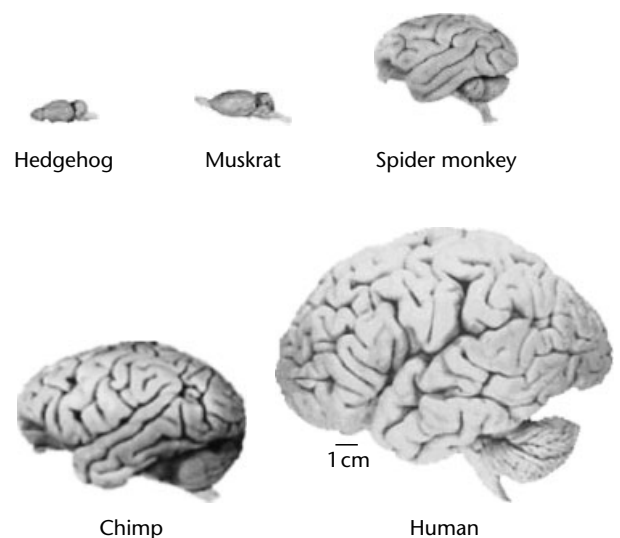 Hedgehog
Muskrat
Spider monkey
1 cm
Chimp
Human